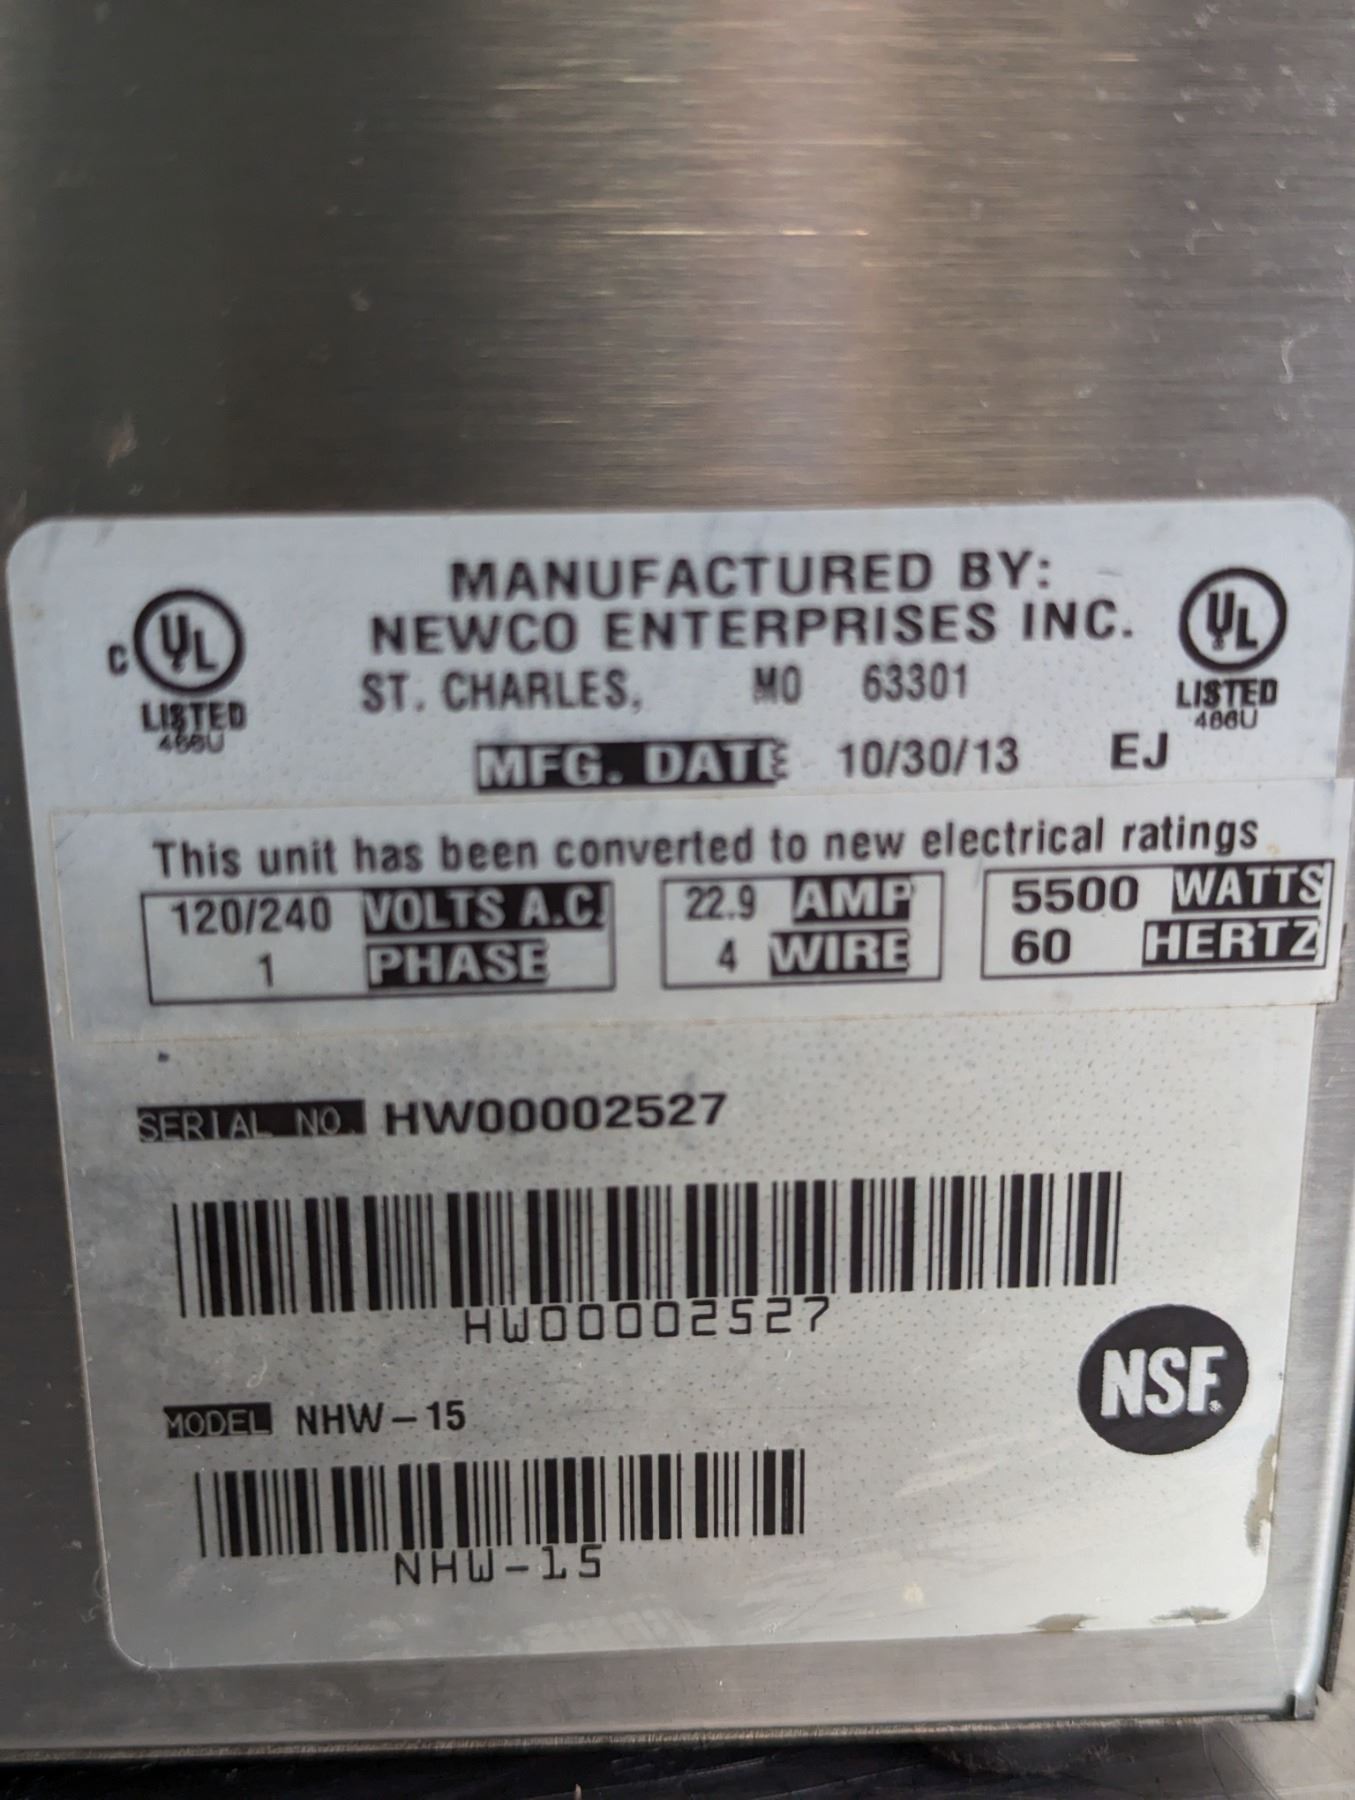 MANUFACTURED BY:
NEWCO ENTERPRISES INC.
ST. CHARLES, MO 63301
C UL LISTED 466U
UL LISTED 466U
MFG. DATE 10/30/13 EJ
This unit has been converted to new electrical ratings
120/240 VOLTS A.C. 22.9 AMP 5500 WATTS
1 PHASE 4 WIRE 60 HERTZ
SERIAL NO. HW00002527
HW00002527
NSF
MODEL NHW-15
NHW-15